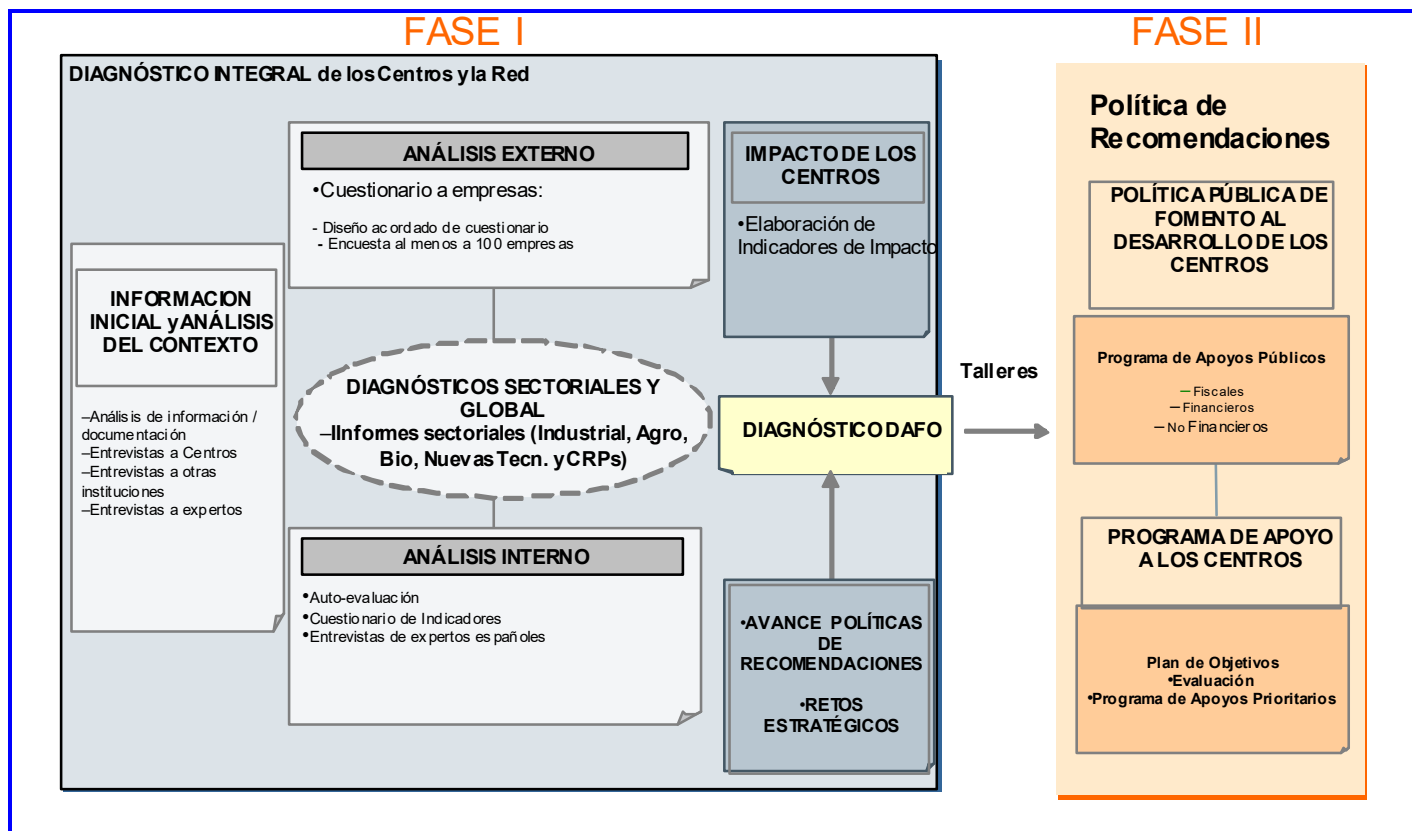 FASE I
DIAGNÓSTICO INTEGRAL de los Centros y la Red
INFORMACION
INICIAL y ANÁLISIS
DEL CONTEXTO
–Análisis de información /
documentación
–Entrevistas a Centros
–Entrevistas a otras
instituciones
–Entrevistas a expertos
ANÁLISIS EXTERNO
•Cuestionario a empresas:
- Diseño acordado de cuestionario
- Encuesta al menos a 100 empresas
DIAGNÓSTICOS SECTORIALES Y
GLOBAL
–IInformes sectoriales (Industrial, Agro,
Bio, Nuevas Tecn. y CRPs)
ANÁLISIS INTERNO
•Auto-evaluación
•Cuestionario de Indicadores
•Entrevistas de expertos españoles
IMPACTO DE LOS
CENTROS
•Elaboración de
Indicadores de Impacto
DIAGNÓSTICO DAFO
•AVANCE POLÍTICAS
DE
RECOMENDACIONES
•RETOS
ESTRATÉGICOS
Talleres
FASE II
Política de
Recomendaciones
POLÍTICA PÚBLICA DE
FOMENTO AL
DESARROLLO DE LOS
CENTROS
Programa de Apoyos Públicos
– Fiscales
– Financieros
– No Financieros
PROGRAMA DE APOYO
A LOS CENTROS
Plan de Objetivos
•Evaluación
•Programa de Apoyos Prioritarios